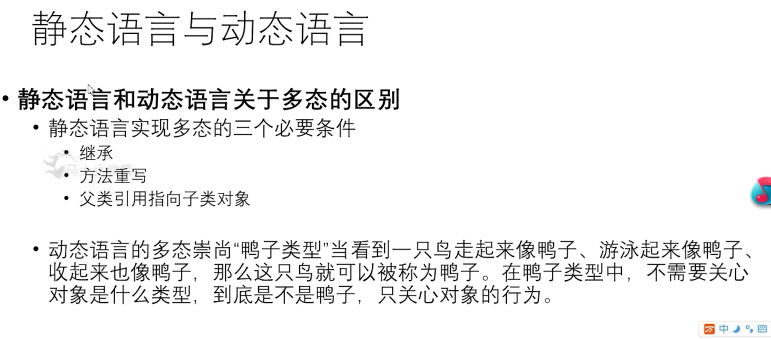 静态语言与动态语言
• 静态语言和动态语言关于多态的区别
• 静态语言实现多态的三个必要条件
• 继承
• 方法重写
• 父类引用指向子类对象
• 动态语言的多态崇尚“鸭子类型”当看到一只鸟走起来像鸭子、游泳起来像鸭子、
收起来也像鸭子，那么这只鸟就可以被称为鸭子。在鸭子类型中，不需要关心
对象是什么类型，到底是不是鸭子，只关心对象的行为。
中